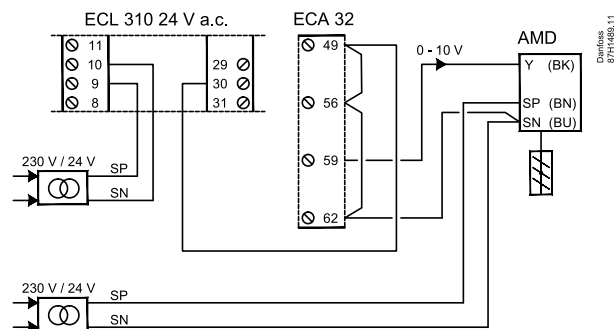 ECL 310 24 V a.c.
ECA 32
AMD
Danfoss
87H1489.11
11
10
9
8
29
30
31
49
56
59
62
0 - 10 V
Y (BK)
SP (BN)
SN (BU)
230 V / 24 V
SP
SN
230 V / 24 V
SP
SN